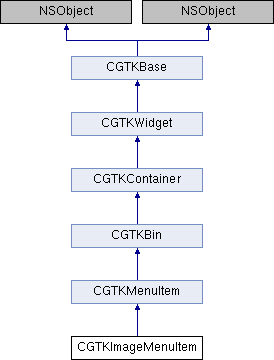 NSObject NSObject
CGTKBase
CGTKWidget
CGTKContainer
CGTKBin
CGTKMenuItem
CGTKImageMenuItem